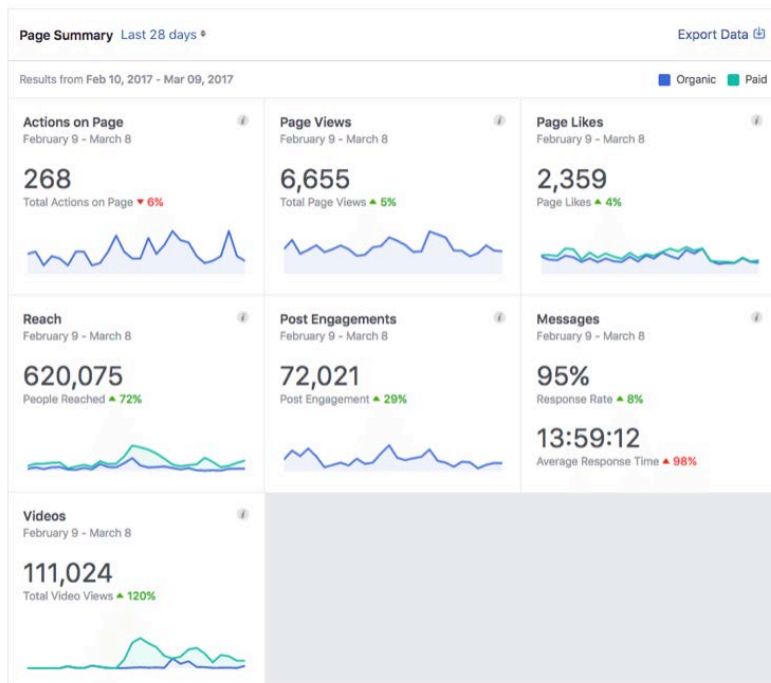 Page Summary Last 28 days
Export Data
Results from Feb 10, 2017 - Mar 09, 2017
Organic Paid
Actions on Page
February 9 - March 8
268
Total Actions on Page ▼ 6%
Page Views
February 9 - March 8
6,655
Total Page Views ▲ 5%
Page Likes
February 9 - March 8
2,359
Page Likes ▲ 4%
Reach
February 9 - March 8
620,075
People Reached ▲ 72%
Post Engagements
February 9 - March 8
72,021
Post Engagement ▲ 29%
Messages
February 9 - March 8
95%
Response Rate ▲ 8%
13:59:12
Average Response Time ▲ 98%
Videos
February 9 - March 8
111,024
Total Video Views ▲ 120%